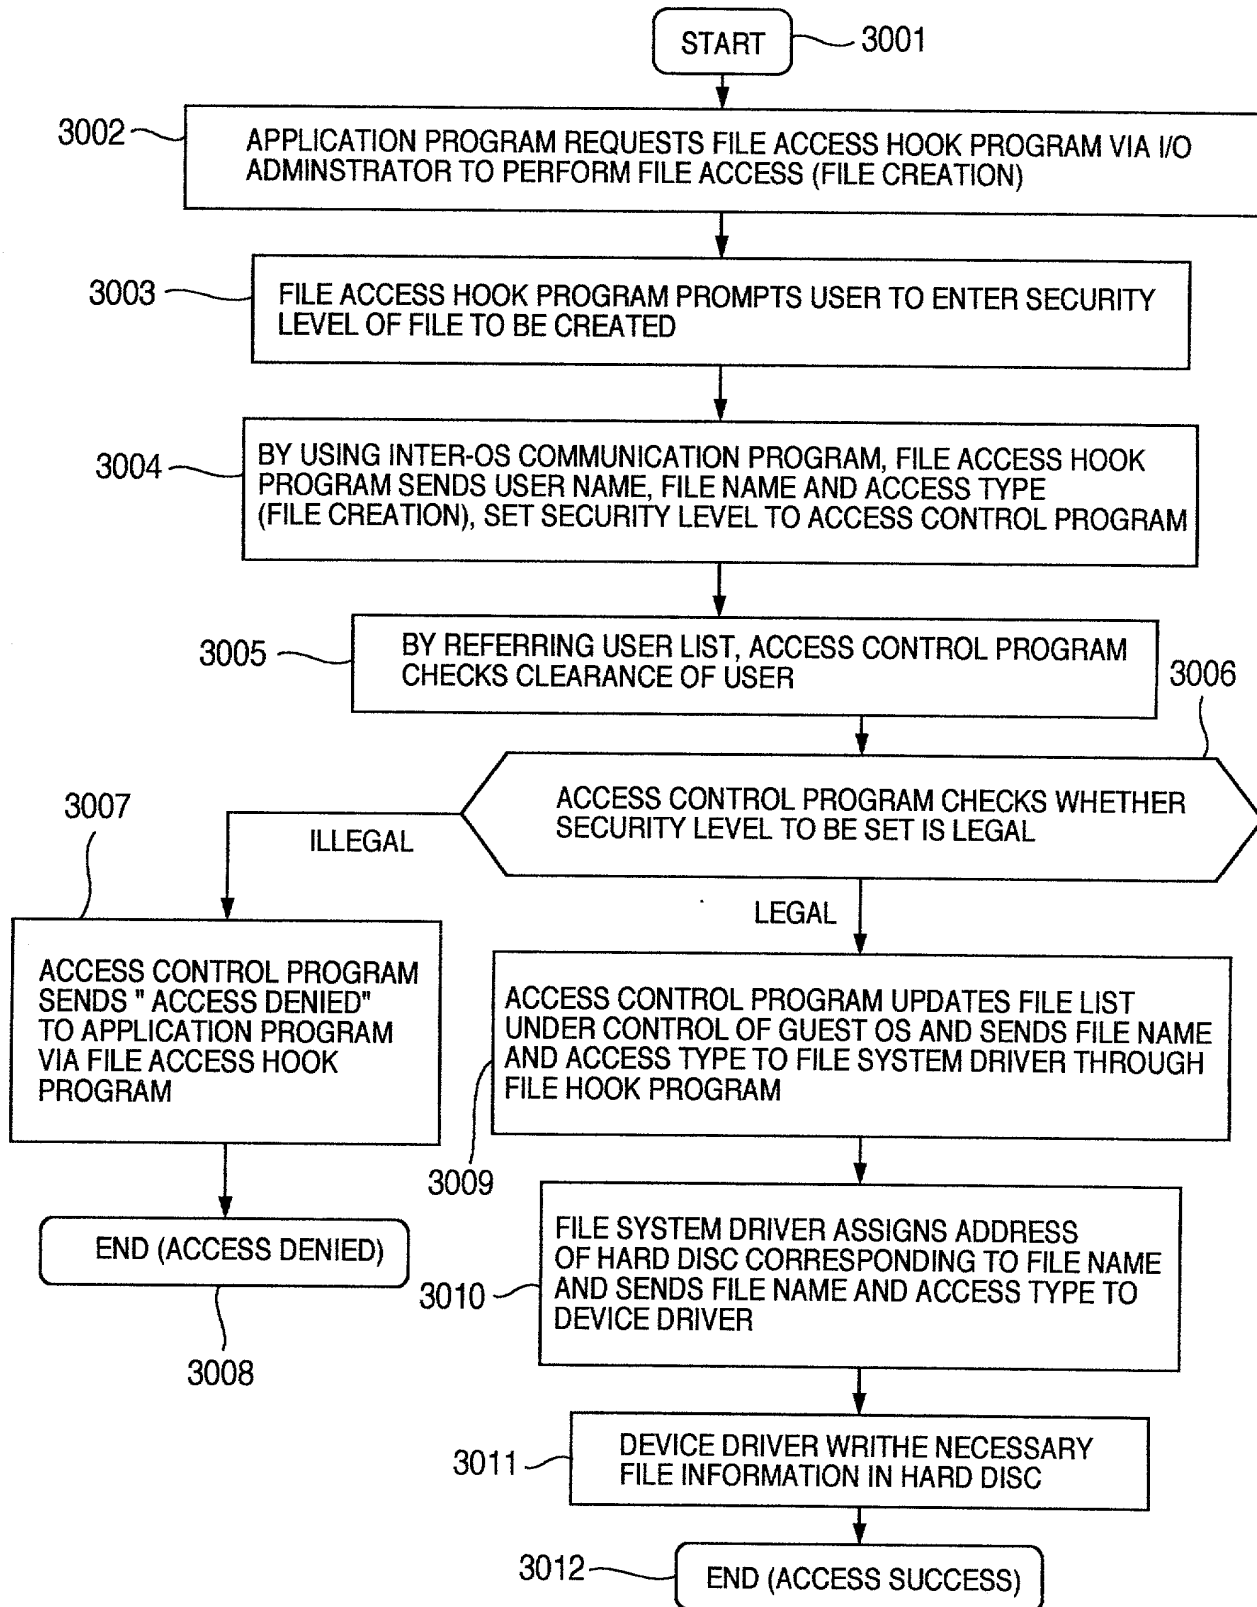 START
3001
3002
APPLICATION PROGRAM REQUESTS FILE ACCESS HOOK PROGRAM VIA I/O
ADMINSTRATOR TO PERFORM FILE ACCESS (FILE CREATION)
3003
FILE ACCESS HOOK PROGRAM PROMPTS USER TO ENTER SECURITY
LEVEL OF FILE TO BE CREATED
3004
BY USING INTER-OS COMMUNICATION PROGRAM, FILE ACCESS HOOK
PROGRAM SENDS USER NAME, FILE NAME AND ACCESS TYPE
(FILE CREATION), SET SECURITY LEVEL TO ACCESS CONTROL PROGRAM
3005
BY REFERRING USER LIST, ACCESS CONTROL PROGRAM
CHECKS CLEARANCE OF USER
3006
ACCESS CONTROL PROGRAM CHECKS WHETHER
SECURITY LEVEL TO BE SET IS LEGAL
3007
ILLEGAL
LEGAL
ACCESS CONTROL PROGRAM
SENDS " ACCESS DENIED"
TO APPLICATION PROGRAM
VIA FILE ACCESS HOOK
PROGRAM
ACCESS CONTROL PROGRAM UPDATES FILE LIST
UNDER CONTROL OF GUEST OS AND SENDS FILE NAME
AND ACCESS TYPE TO FILE SYSTEM DRIVER THROUGH
FILE HOOK PROGRAM
3009
END (ACCESS DENIED)
3008
FILE SYSTEM DRIVER ASSIGNS ADDRESS
OF HARD DISC CORRESPONDING TO FILE NAME
AND SENDS FILE NAME AND ACCESS TYPE TO
DEVICE DRIVER
3010
3011
DEVICE DRIVER WRITHE NECESSARY
FILE INFORMATION IN HARD DISC
3012
END (ACCESS SUCCESS)